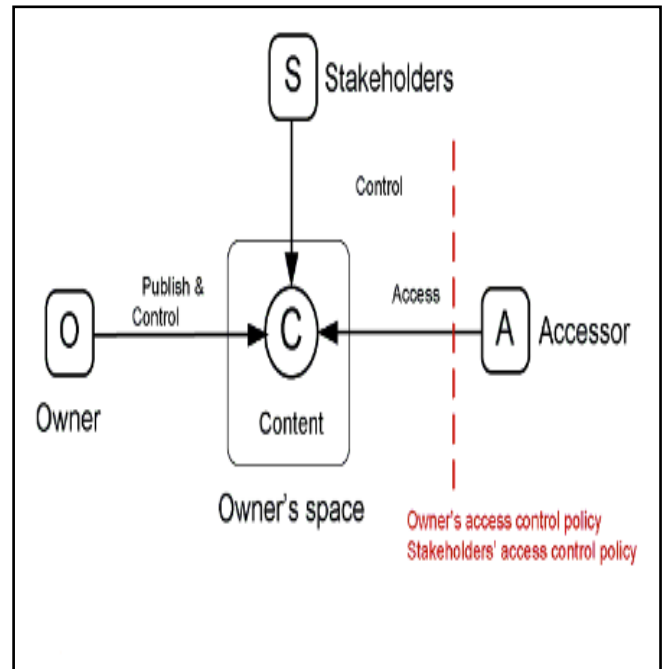 S Stakeholders
Control
Publish &
Control
Access
O
C
A Accessor
Owner
Content
Owner's space
Owner's access control policy
Stakeholders' access control policy